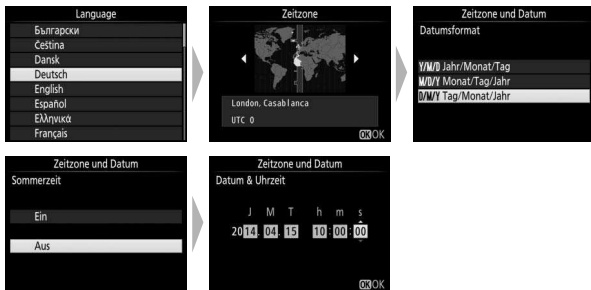 Language
Български
Čeština
Dansk
Deutsch
English
Español
Ελληνικά
Français
Zeitzone
London, Casablanca
UTC 0
OK OK
Zeitzone und Datum
Datumsformat
Y/M/D Jahr/Monat/Tag
M/D/Y Monat/Tag/Jahr
D/M/Y Tag/Monat/Jahr
Zeitzone und Datum
Sommerzeit
Ein
Aus
Zeitzone und Datum
Datum & Uhrzeit
J M T h m s
2014. 04. 15 10: 00: 00
OK OK